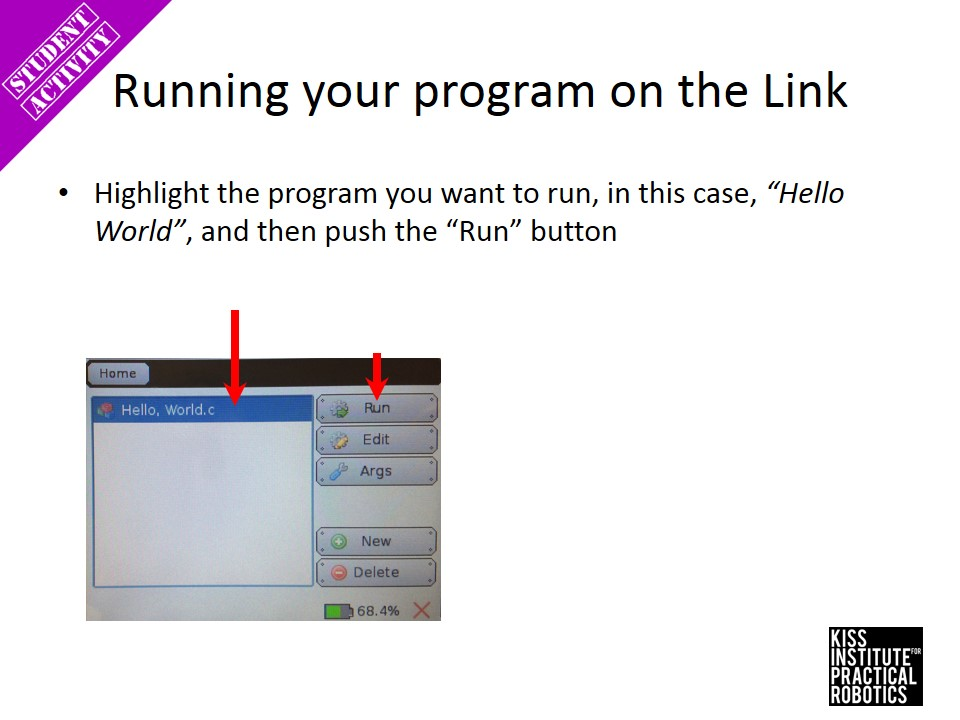 STUDENT
ACTIVITY
Running your program on the Link
• Highlight the program you want to run, in this case, “Hello
World”, and then push the “Run” button
Home
Hello, World.c
Run
Edit
Args
New
Delete
68.4%
KISS
INSTITUTE FOR
PRACTICAL
ROBOTICS